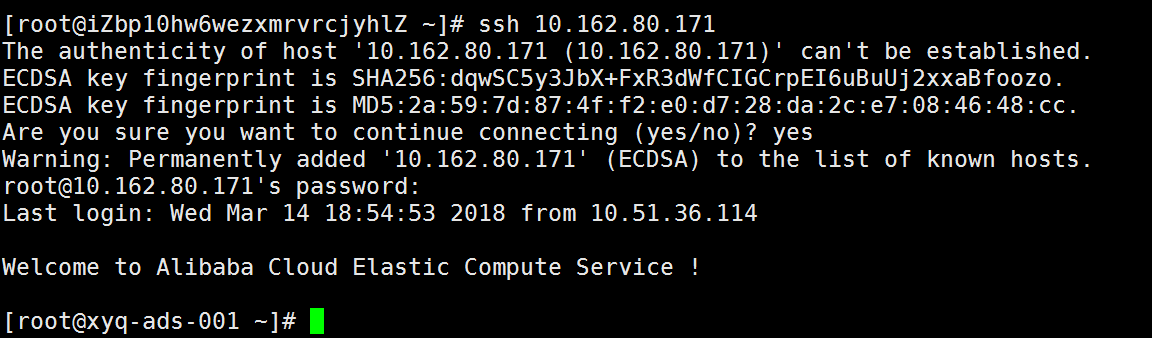 [root@iZbp10hw6wezxmrvrcjyhlZ ~]# ssh 10.162.80.171
The authenticity of host '10.162.80.171 (10.162.80.171)' can't be established.
ECDSA key fingerprint is SHA256:dqwSC5y3JbX+FxR3dWfCIGCrpEI6uBuUj2xxaBfoozo.
ECDSA key fingerprint is MD5:2a:59:7d:87:4f:f2:e0:d7:28:da:2c:e7:08:46:48:cc.
Are you sure you want to continue connecting (yes/no)? yes
Warning: Permanently added '10.162.80.171' (ECDSA) to the list of known hosts.
root@10.162.80.171's password:
Last login: Wed Mar 14 18:54:53 2018 from 10.51.36.114
Welcome to Alibaba Cloud Elastic Compute Service !
[root@xyq-ads-001 ~]#